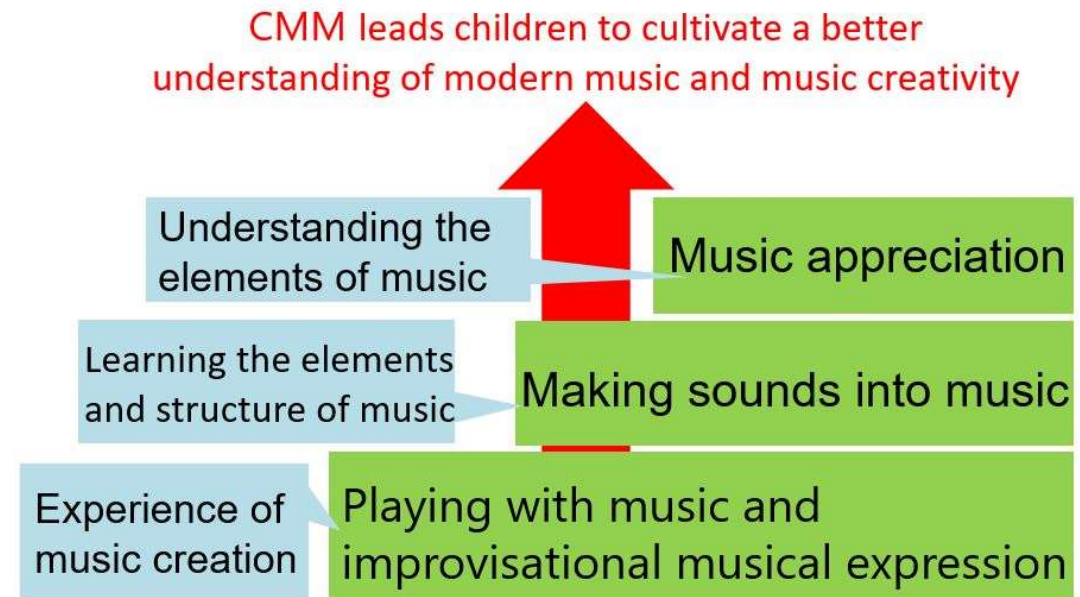 CMM leads children to cultivate a better
understanding of modern music and music creativity
Understanding the
elements of music
Music appreciation
Learning the elements
and structure of music
Making sounds into music
Experience of
music creation
Playing with music and
improvisational musical expression